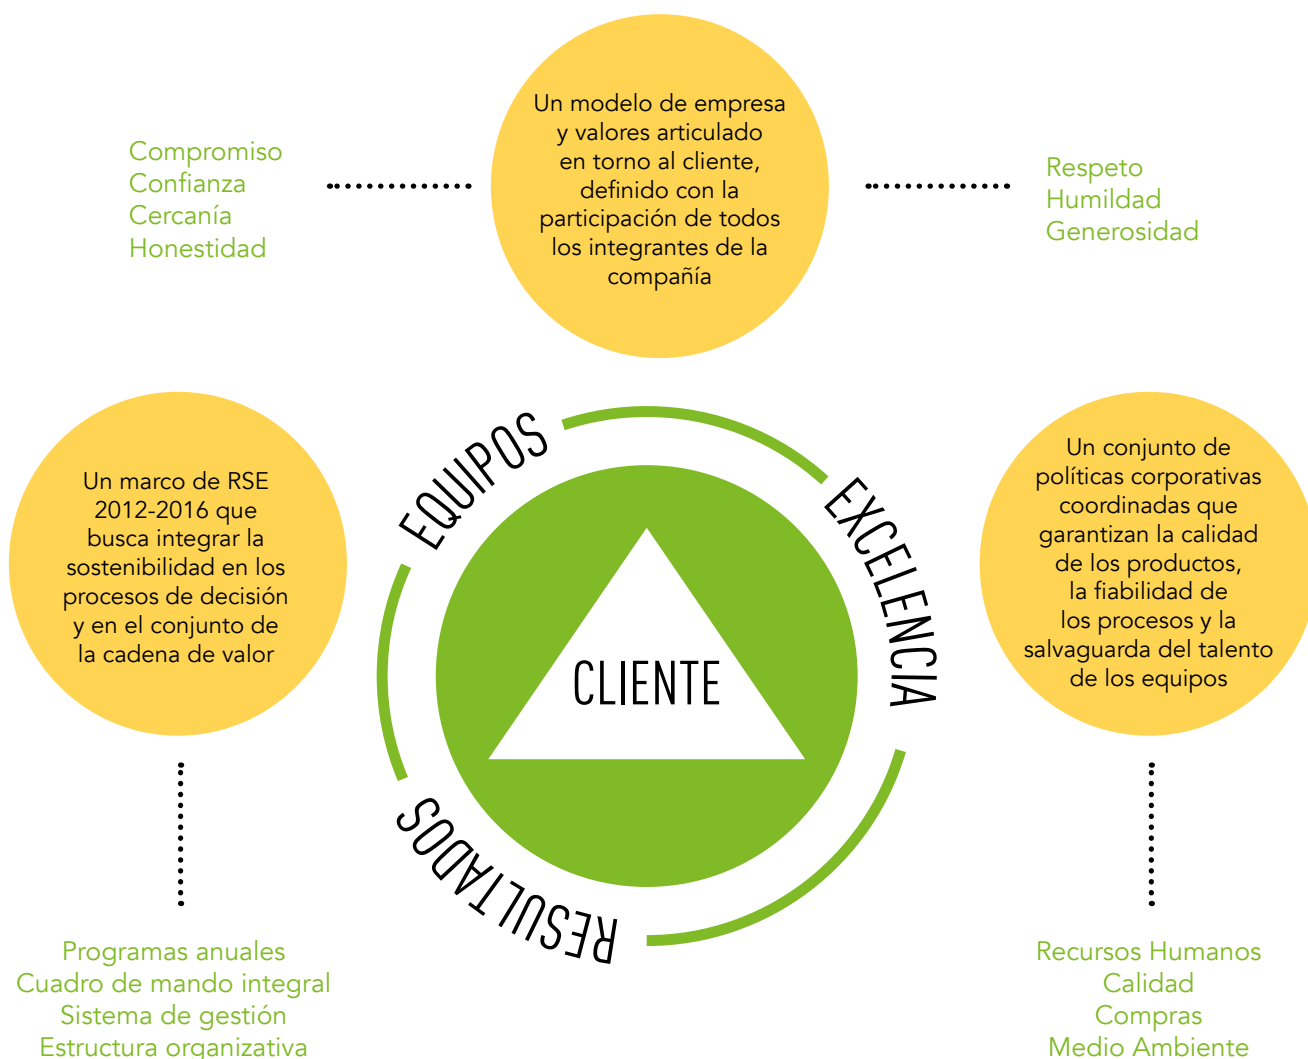 Un modelo de empresa
y valores articulado
en torno al cliente,
definido con la
participación de todos
los integrantes de la
compañía
Compromiso
Confianza
Cercanía
Honestidad
Respeto
Humildad
Generosidad
EQUIPOS
EXCELENCIA
RESULTADOS
CLIENTE
Un marco de RSE
2012-2016 que
busca integrar la
sostenibilidad en los
procesos de decisión
y en el conjunto de
la cadena de valor
Un conjunto de
políticas corporativas
coordinadas que
garantizan la calidad
de los productos,
la fiabilidad de
los procesos y la
salvaguarda del talento
de los equipos
Programas anuales
Cuadro de mando integral
Sistema de gestión
Estructura organizativa
Recursos Humanos
Calidad
Compras
Medio Ambiente